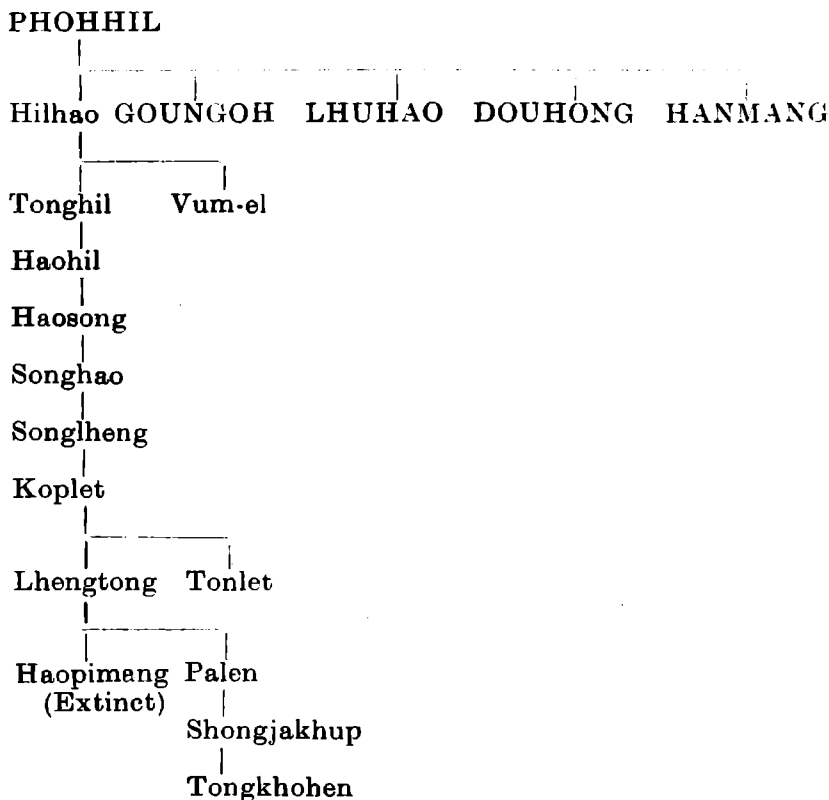 PHOHHIL
Hilhao GOUNGOH LHUHAO DOUHONG HANMANG
Tonghil Vum-el
Haohil
Haosong
Songhao
Songlheng
Koplet
Lhengtong Tonlet
Haopimang Palen
(Extinct)
Shongjakhup
Tongkhohen